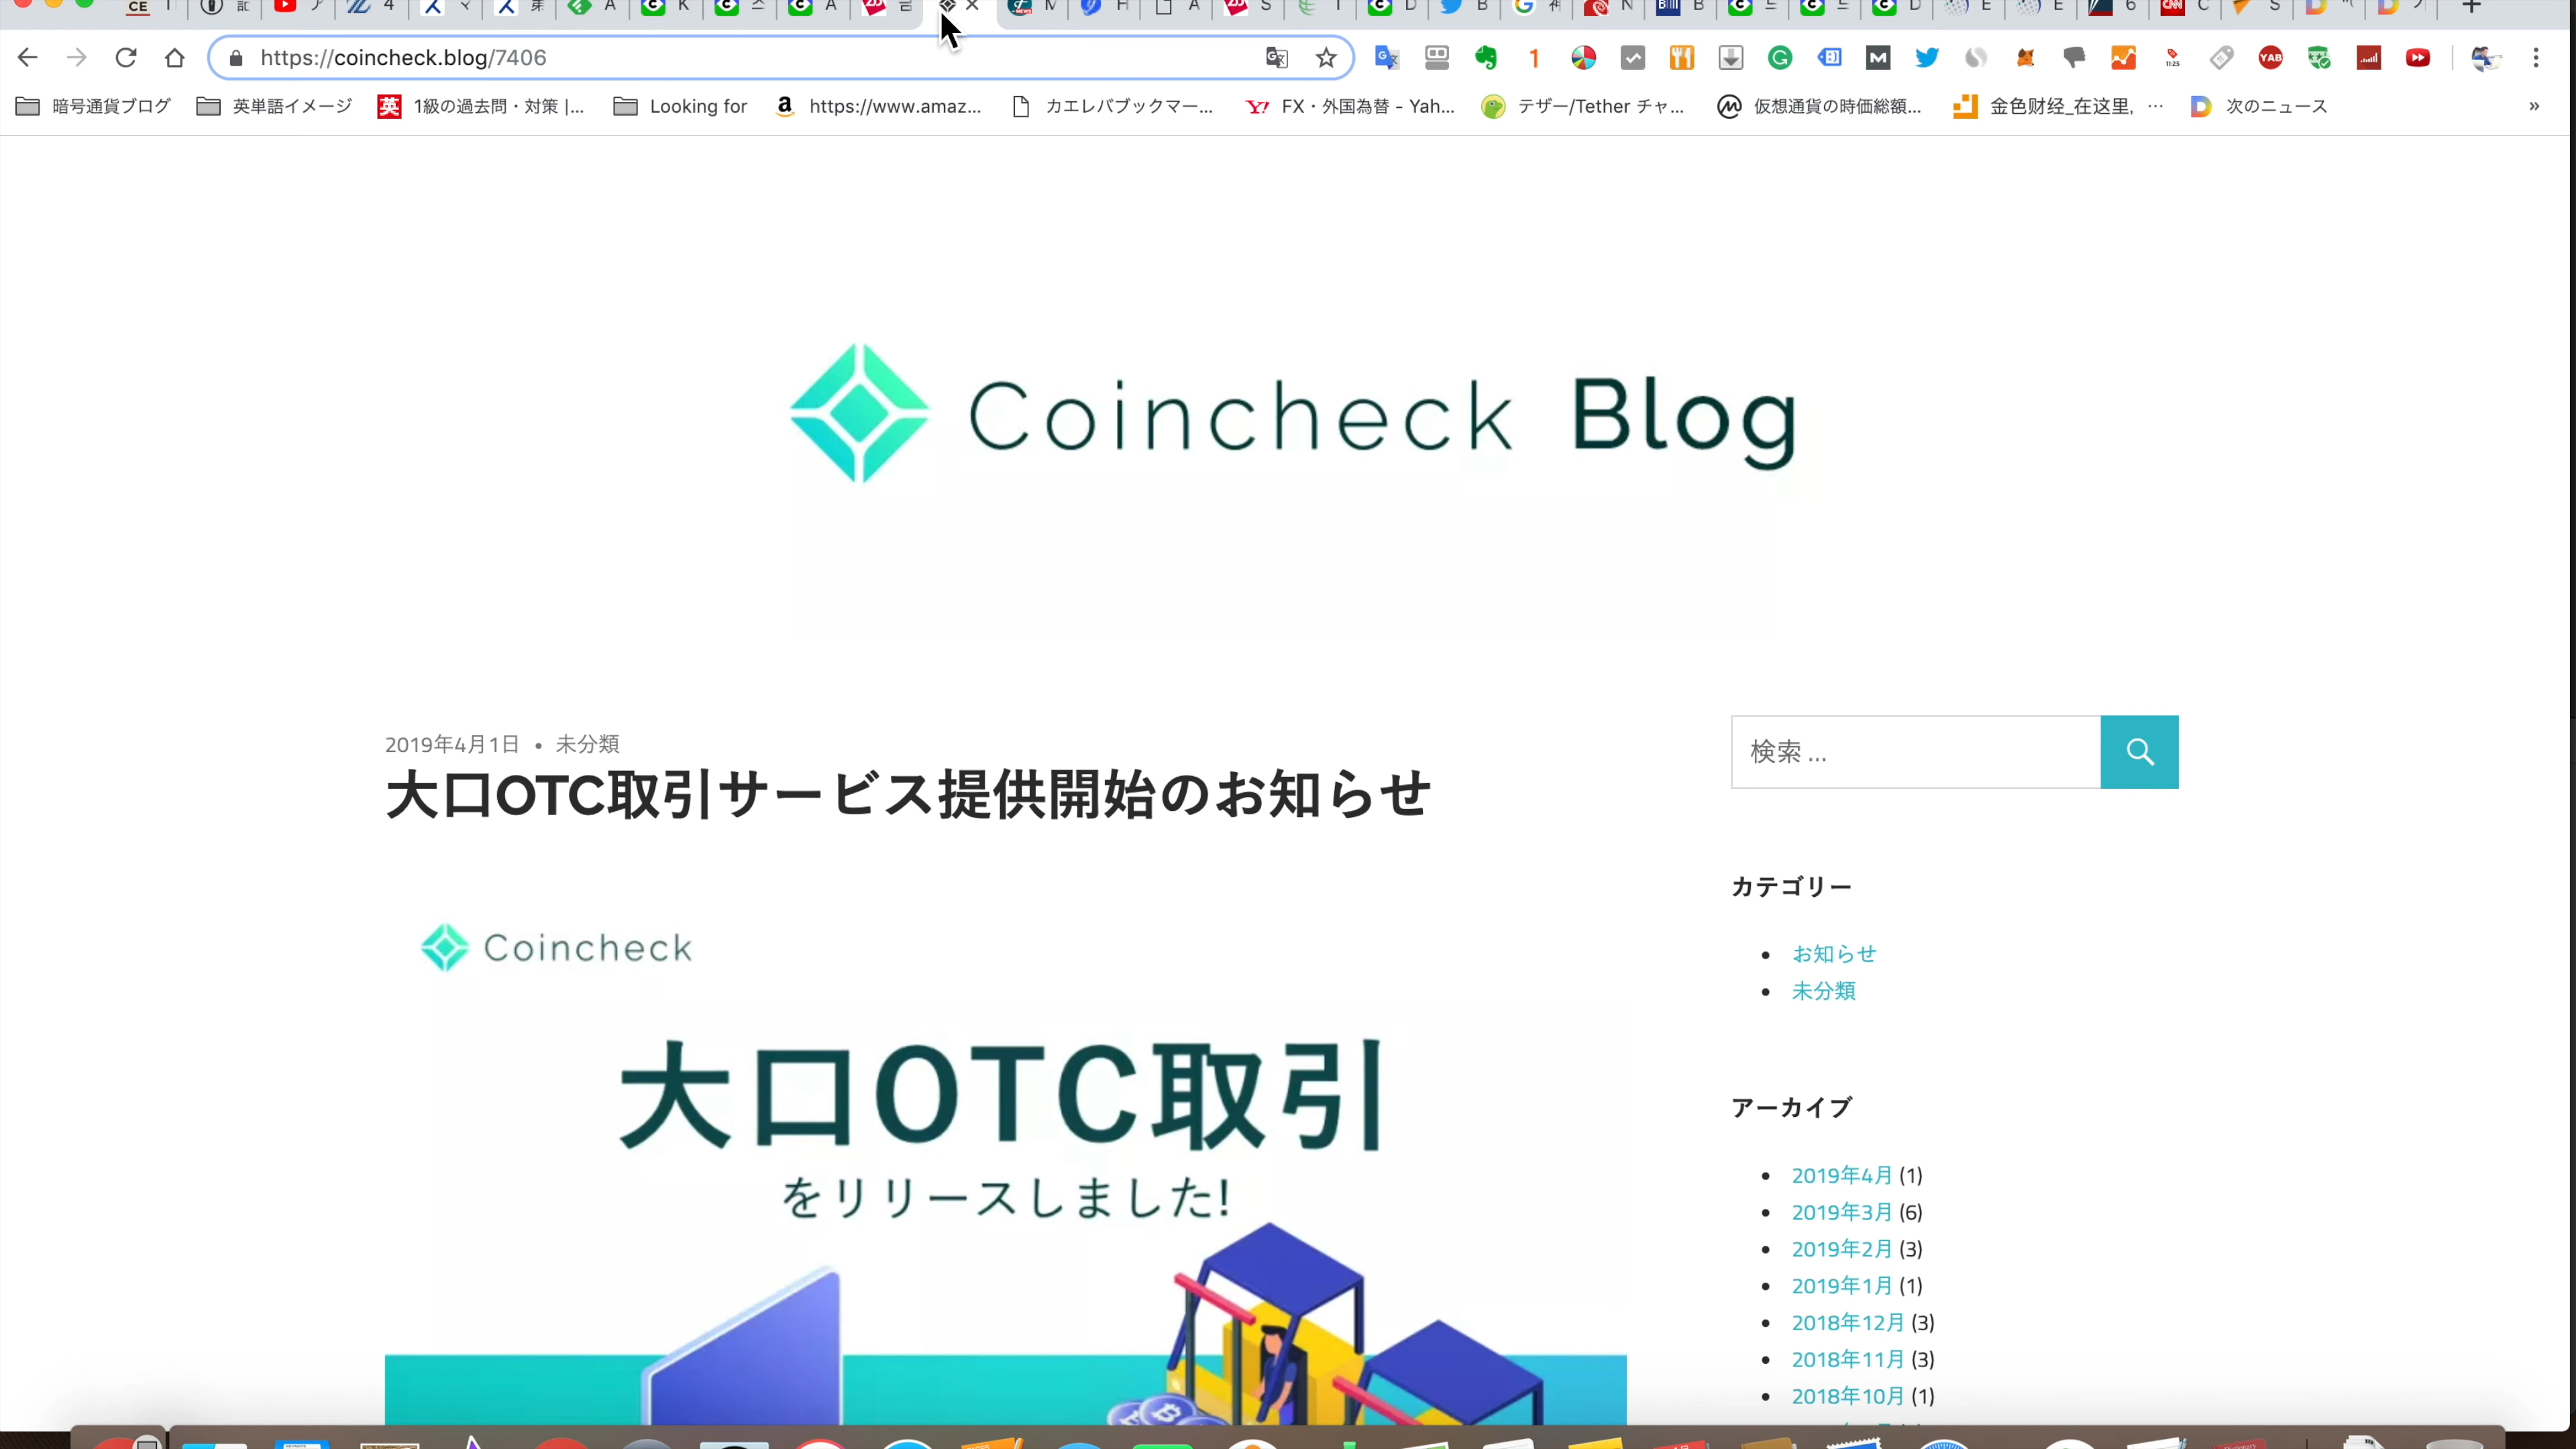 https://coincheck.blog/7406
暗号通貨ブログ 英単語イメージ 1級の過去問・対策 |... Looking for https://www.amaz... カエレバブックマー... FX・外国為替 - Yah... テザー/Tether チャ... 仮想通貨の時価総額... 金色财经_在这里, … 次のニュース »
Coincheck Blog
2019年4月1日 • 未分類
大口OTC取引サービス提供開始のお知らせ
Coincheck
大口OTC取引
をリリースしました!
検索 ...
カテゴリー
お知らせ
未分類
アーカイブ
2019年4月 (1)
2019年3月 (6)
2019年2月 (3)
2019年1月 (1)
2018年12月 (3)
2018年11月 (3)
2018年10月 (1)